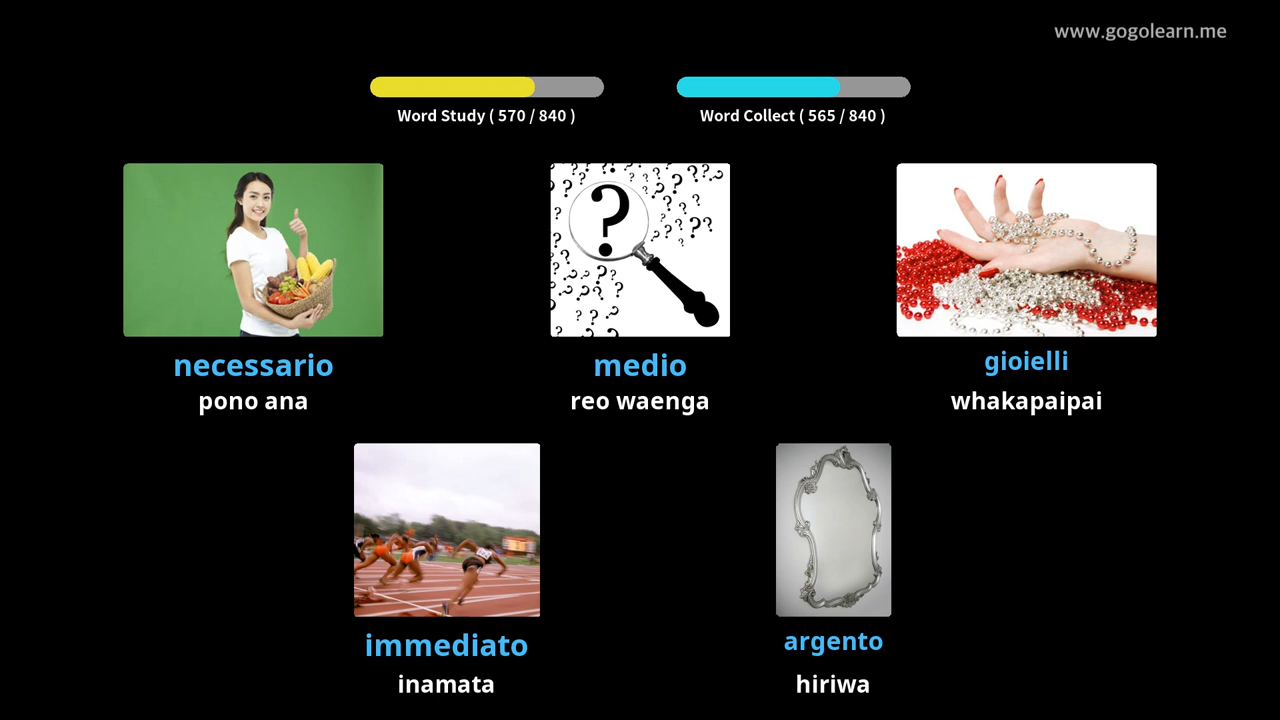 www.gogolearn.me
Word Study ( 570 / 840 )
Word Collect ( 565 / 840 )
necessario
pono ana
medio
reo waenga
gioielli
whakapaipai
immediato
inamata
argento
hiriwa